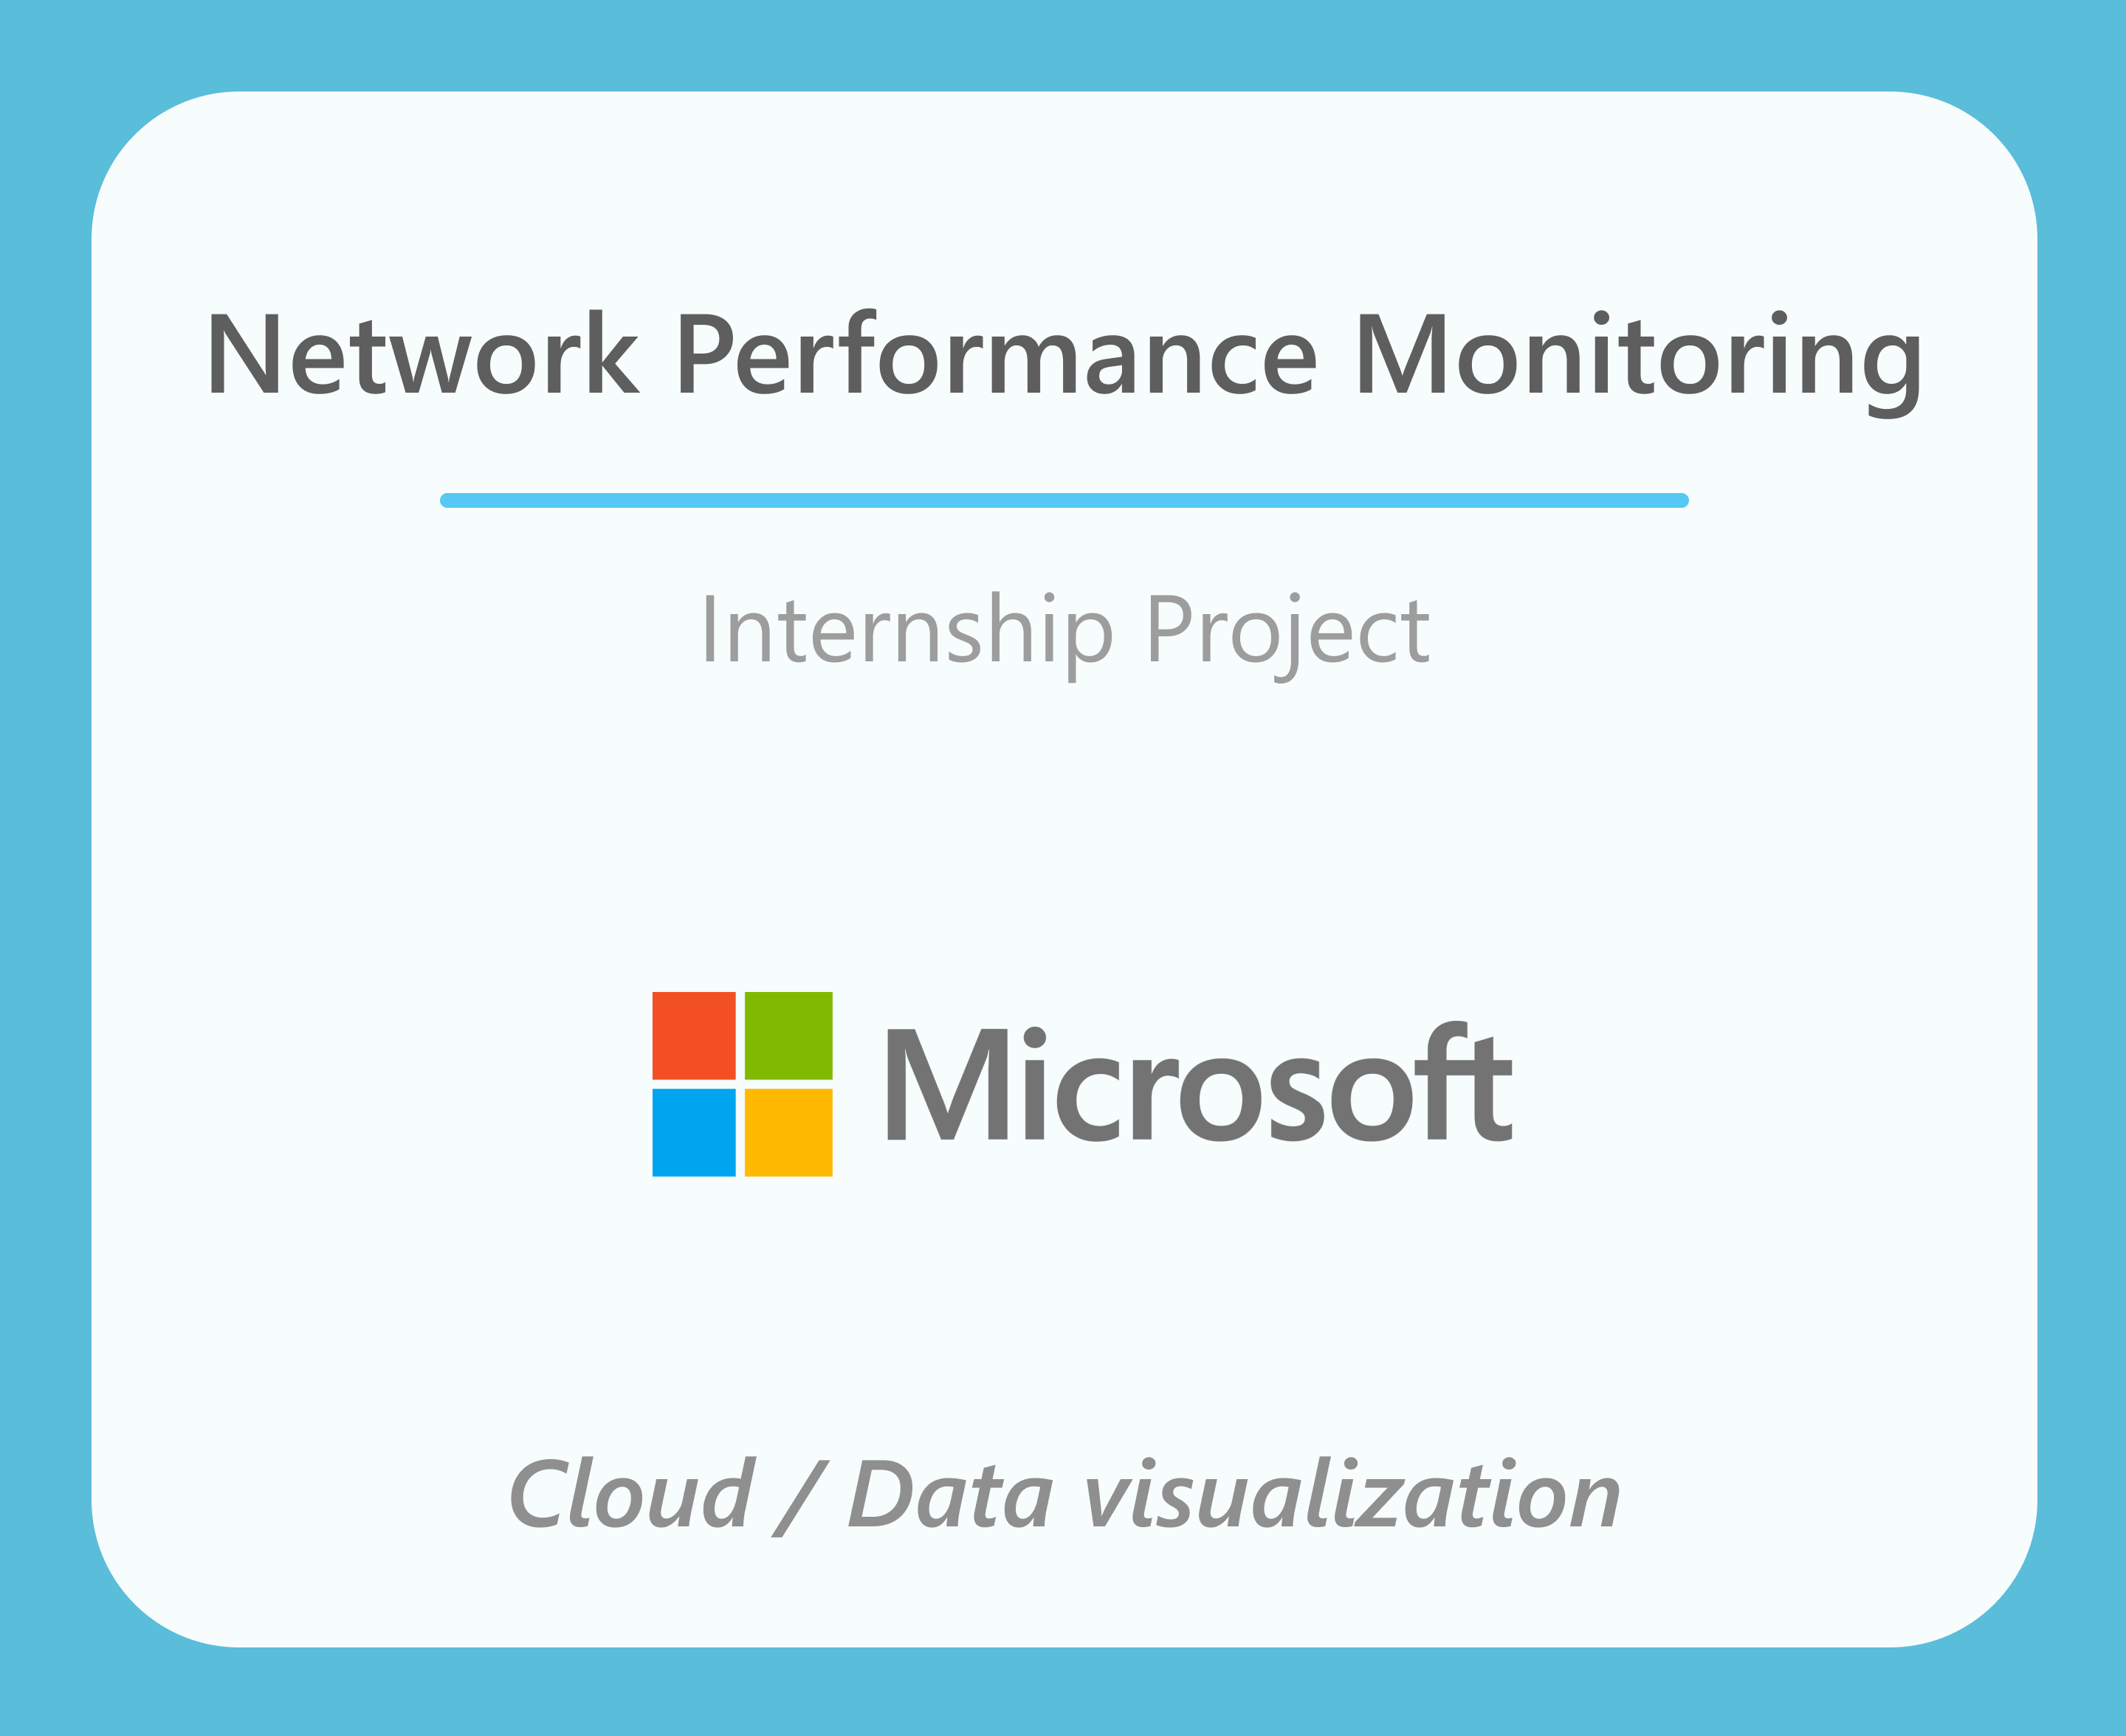 Network Performance Monitoring
Internship Project
Microsoft
Cloud / Data visualization